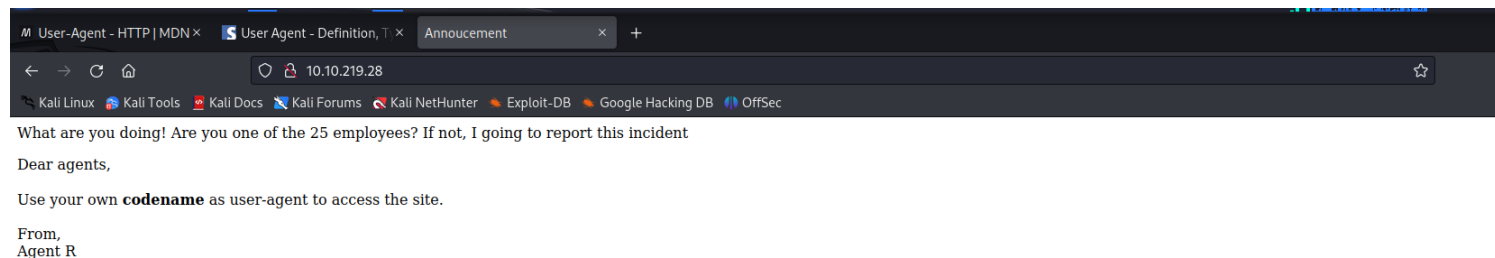 User-Agent - HTTP | MDN
User Agent - Definition, Ty
Annoucement
10.10.219.28
Kali Linux Kali Tools Kali Docs Kali Forums Kali NetHunter Exploit-DB Google Hacking DB OffSec
What are you doing! Are you one of the 25 employees? If not, I going to report this incident
Dear agents,
Use your own codename as user-agent to access the site.
From,
Agent R